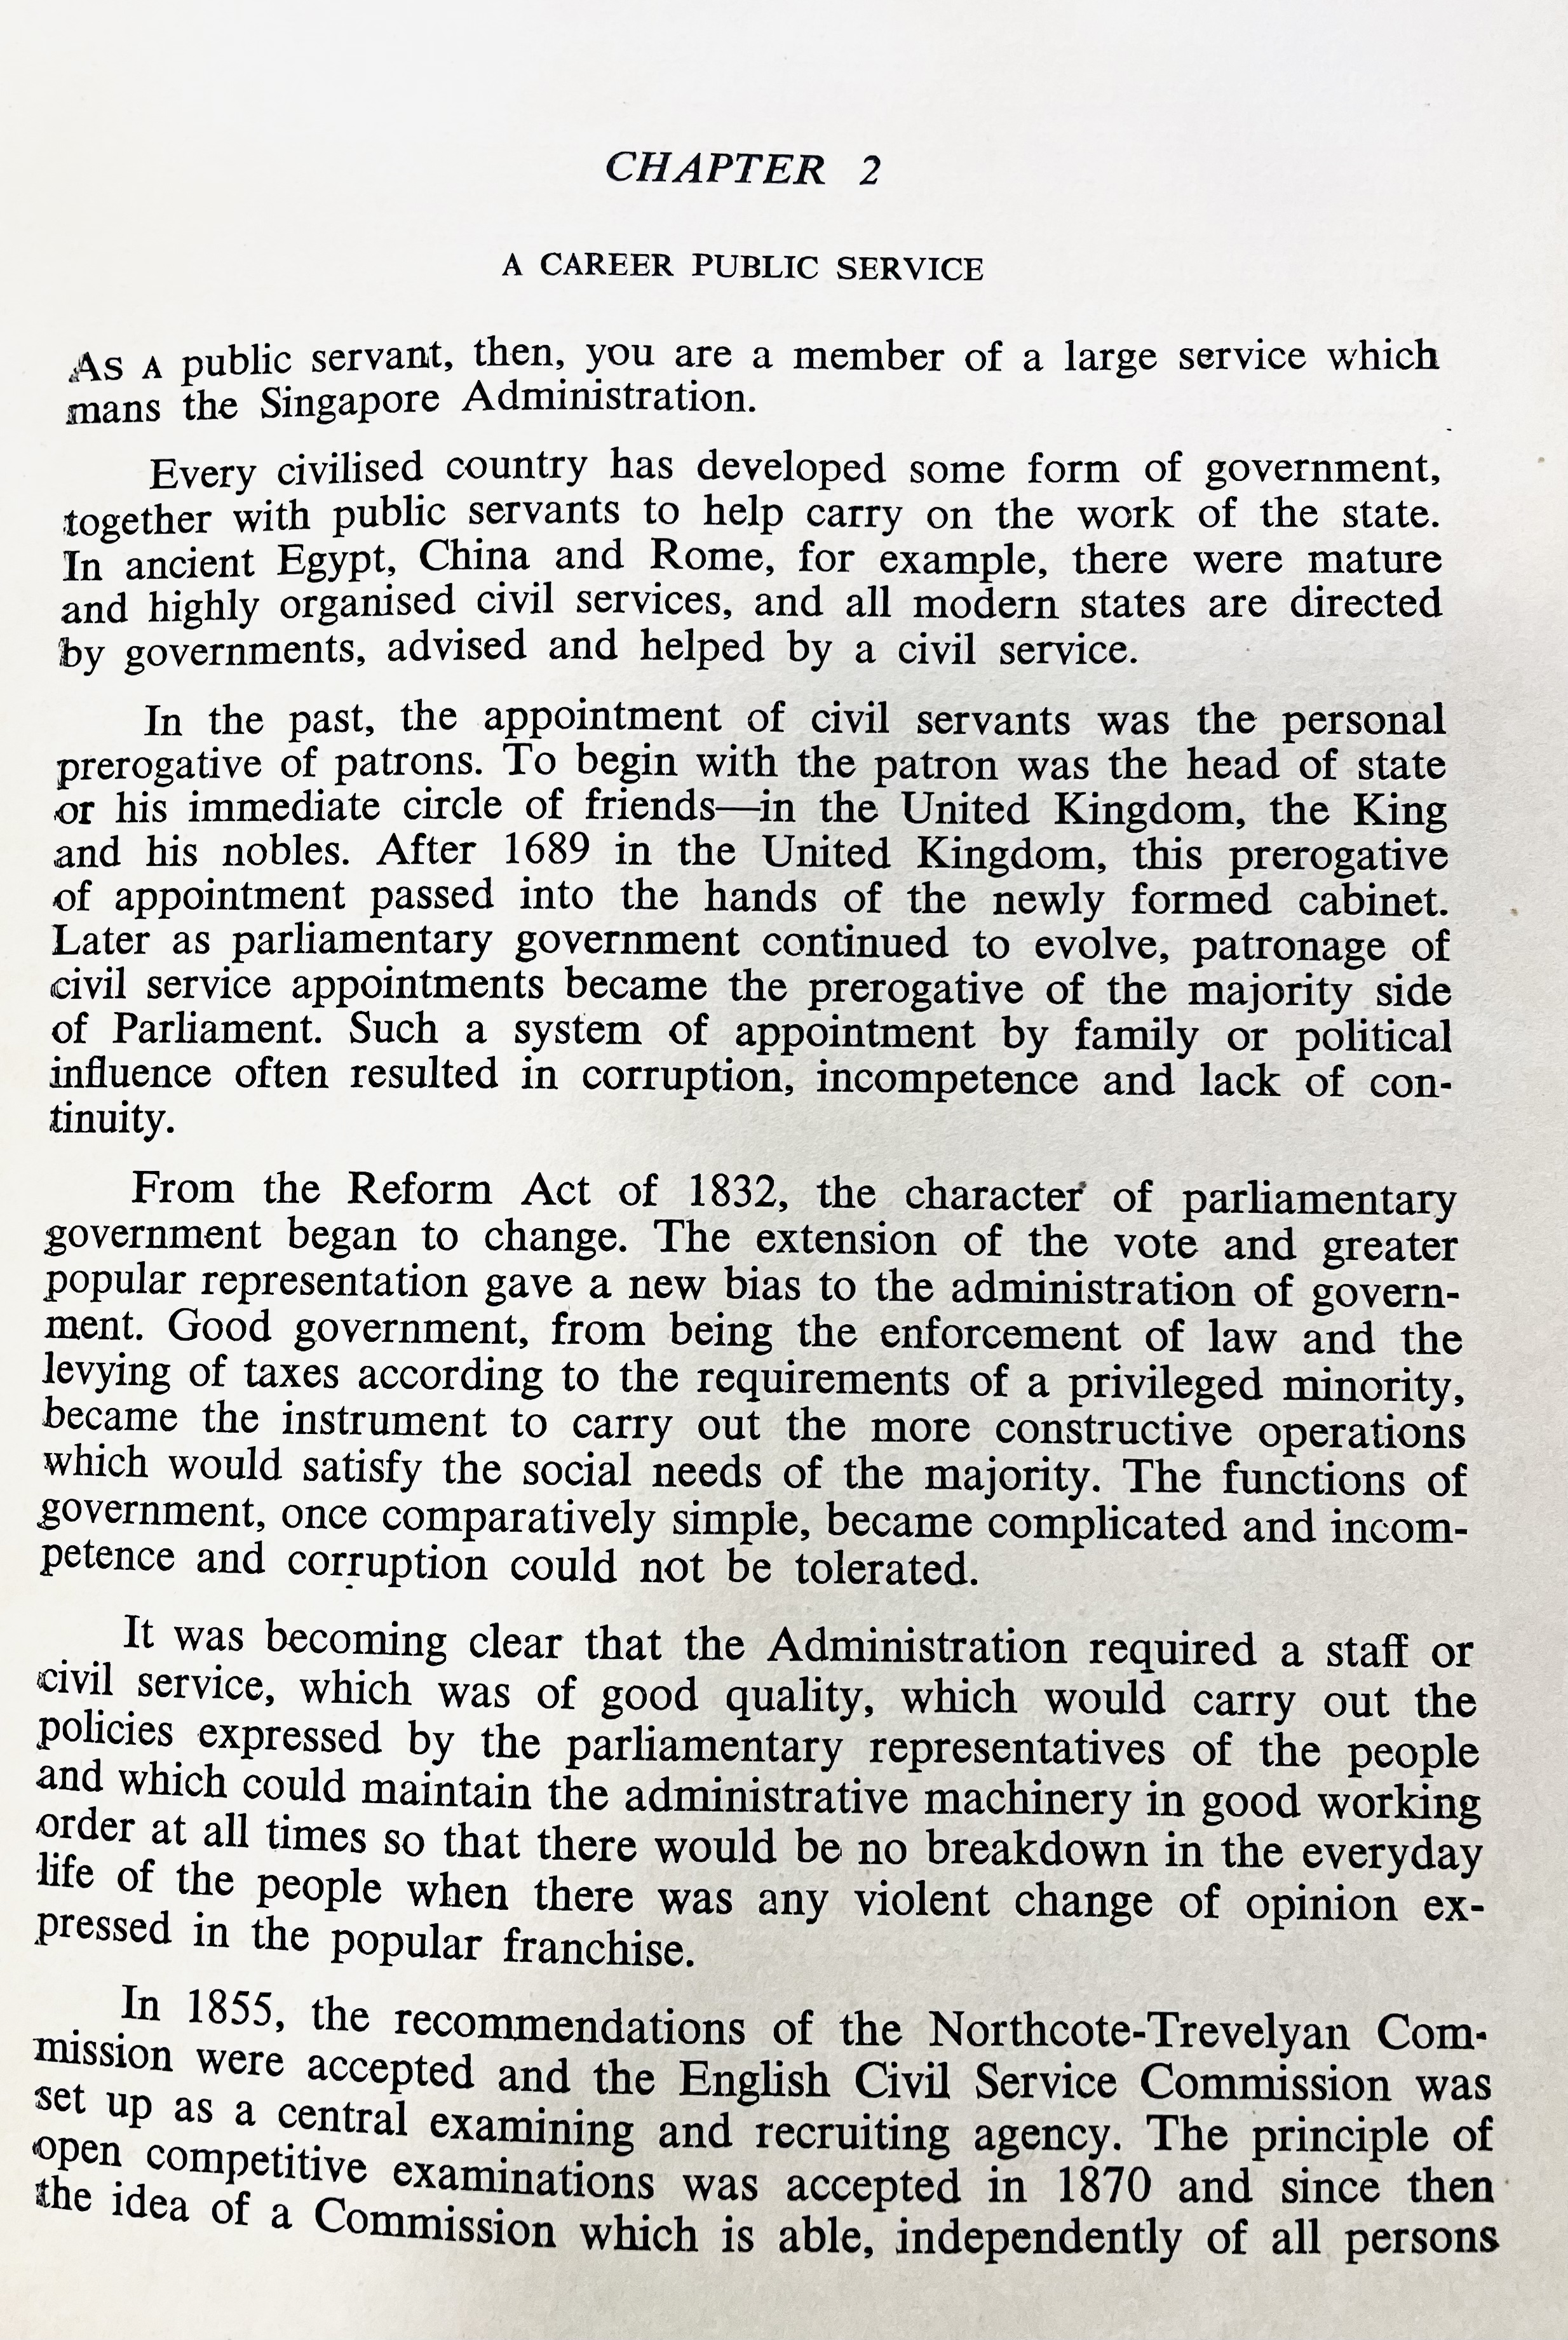 CHAPTER 2
A CAREER PUBLIC SERVICE
As A public servant, then, you are a member of a large service which
mans the Singapore Administration.
Every civilised country has developed some form of government,
together with public servants to help carry on the work of the state.
In ancient Egypt, China and Rome, for example, there were mature
and highly organised civil services, and all modern states are directed
by governments, advised and helped by a civil service.
In the past, the appointment of civil servants was the personal
prerogative of patrons. To begin with the patron was the head of state
or his immediate circle of friends—in the United Kingdom, the King
and his nobles. After 1689 in the United Kingdom, this prerogative
of appointment passed into the hands of the newly formed cabinet.
Later as parliamentary government continued to evolve, patronage of
civil service appointments became the prerogative of the majority side
of Parliament. Such a system of appointment by family or political
influence often resulted in corruption, incompetence and lack of con-
tinuity.
From the Reform Act of 1832, the character of parliamentary
government began to change. The extension of the vote and greater
popular representation gave a new bias to the administration of govern-
ment. Good government, from being the enforcement of law and the
levying of taxes according to the requirements of a privileged minority,
became the instrument to carry out the more constructive operations
which would satisfy the social needs of the majority. The functions of
government, once comparatively simple, became complicated and incom-
petence and corruption could not be tolerated.
It was becoming clear that the Administration required a staff or
civil service, which was of good quality, which would carry out the
policies expressed by the parliamentary representatives of the people
and which could maintain the administrative machinery in good working
order at all times so that there would be no breakdown in the everyday
life of the people when there was any violent change of opinion ex-
pressed in the popular franchise.
In 1855, the recommendations of the Northcote-Trevelyan Com-
mission were accepted and the English Civil Service Commission was
set up as a central examining and recruiting agency. The principle of
open competitive examinations was accepted in 1870 and since then
the idea of a Commission which is able, independently of all persons